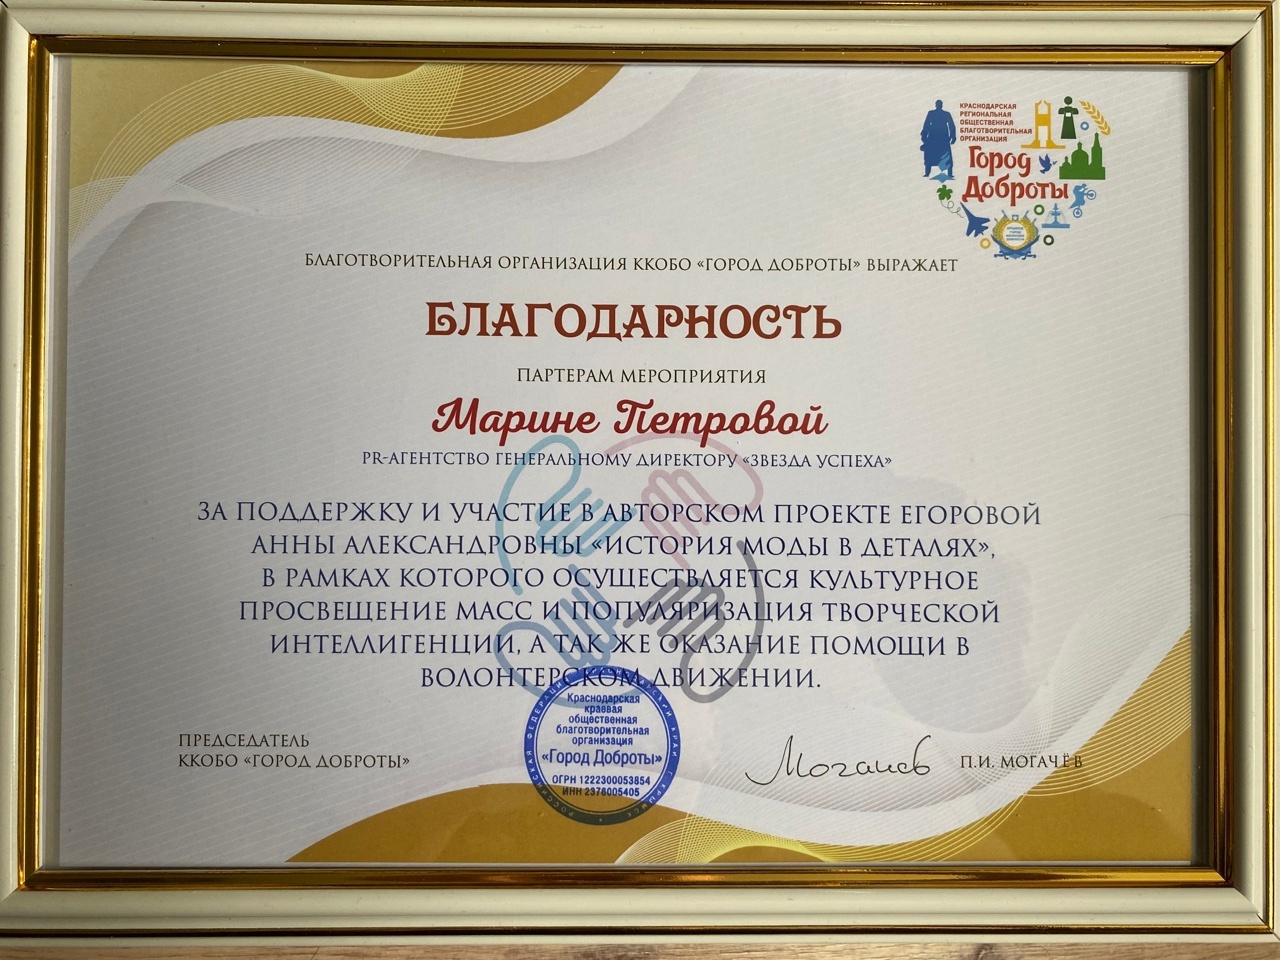 КРАСНОДАРСКАЯ
РЕГИОНАЛЬНАЯ
ОБЩЕСТВЕННАЯ
БЛАГОТВОРИТЕЛЬНАЯ
ОРГАНИЗАЦИЯ
Город
Доброты
БЛАГОТВОРИТЕЛЬНАЯ ОРГАНИЗАЦИЯ ККОБО «ГОРОД ДОБРОТЫ» ВЫРАЖАЕТ
БЛАГОДАРНОСТЬ
ПАРТЕРАМ МЕРОПРИЯТИЯ
Марине Петровой
PR-АГЕНТСТВО ГЕНЕРАЛЬНОМУ ДИРЕКТОРУ «ЗВЕЗДА УСПЕХА»
ЗА ПОДДЕРЖКУ И УЧАСТИЕ В АВТОРСКОМ ПРОЕКТЕ ЕГОРОВОЙ
АННЫ АЛЕКСАНДРОВНЫ «ИСТОРИЯ МОДЫ В ДЕТАЛЯХ»,
В РАМКАХ КОТОРОГО ОСУЩЕСТВЛЯЕТСЯ КУЛЬТУРНОЕ
ПРОСВЕЩЕНИЕ МАСС И ПОПУЛЯРИЗАЦИЯ ТВОРЧЕСКОЙ
ИНТЕЛЛИГЕНЦИИ, А ТАК ЖЕ ОКАЗАНИЕ ПОМОЩИ В
ВОЛОНТЕРСКОМ ДВИЖЕНИИ.
Краснодарская
краевая
общественная
благотворительная
организация
«Город Доброты»
ОГРН 1222300053854
ИНН 2376005405
РОССИЙСКАЯ ФЕДЕРАЦИЯ
ПРЕДСЕДАТЕЛЬ
ККОБО «ГОРОД ДОБРОТЫ»
Могачев
П.И. МОГАЧЁВ